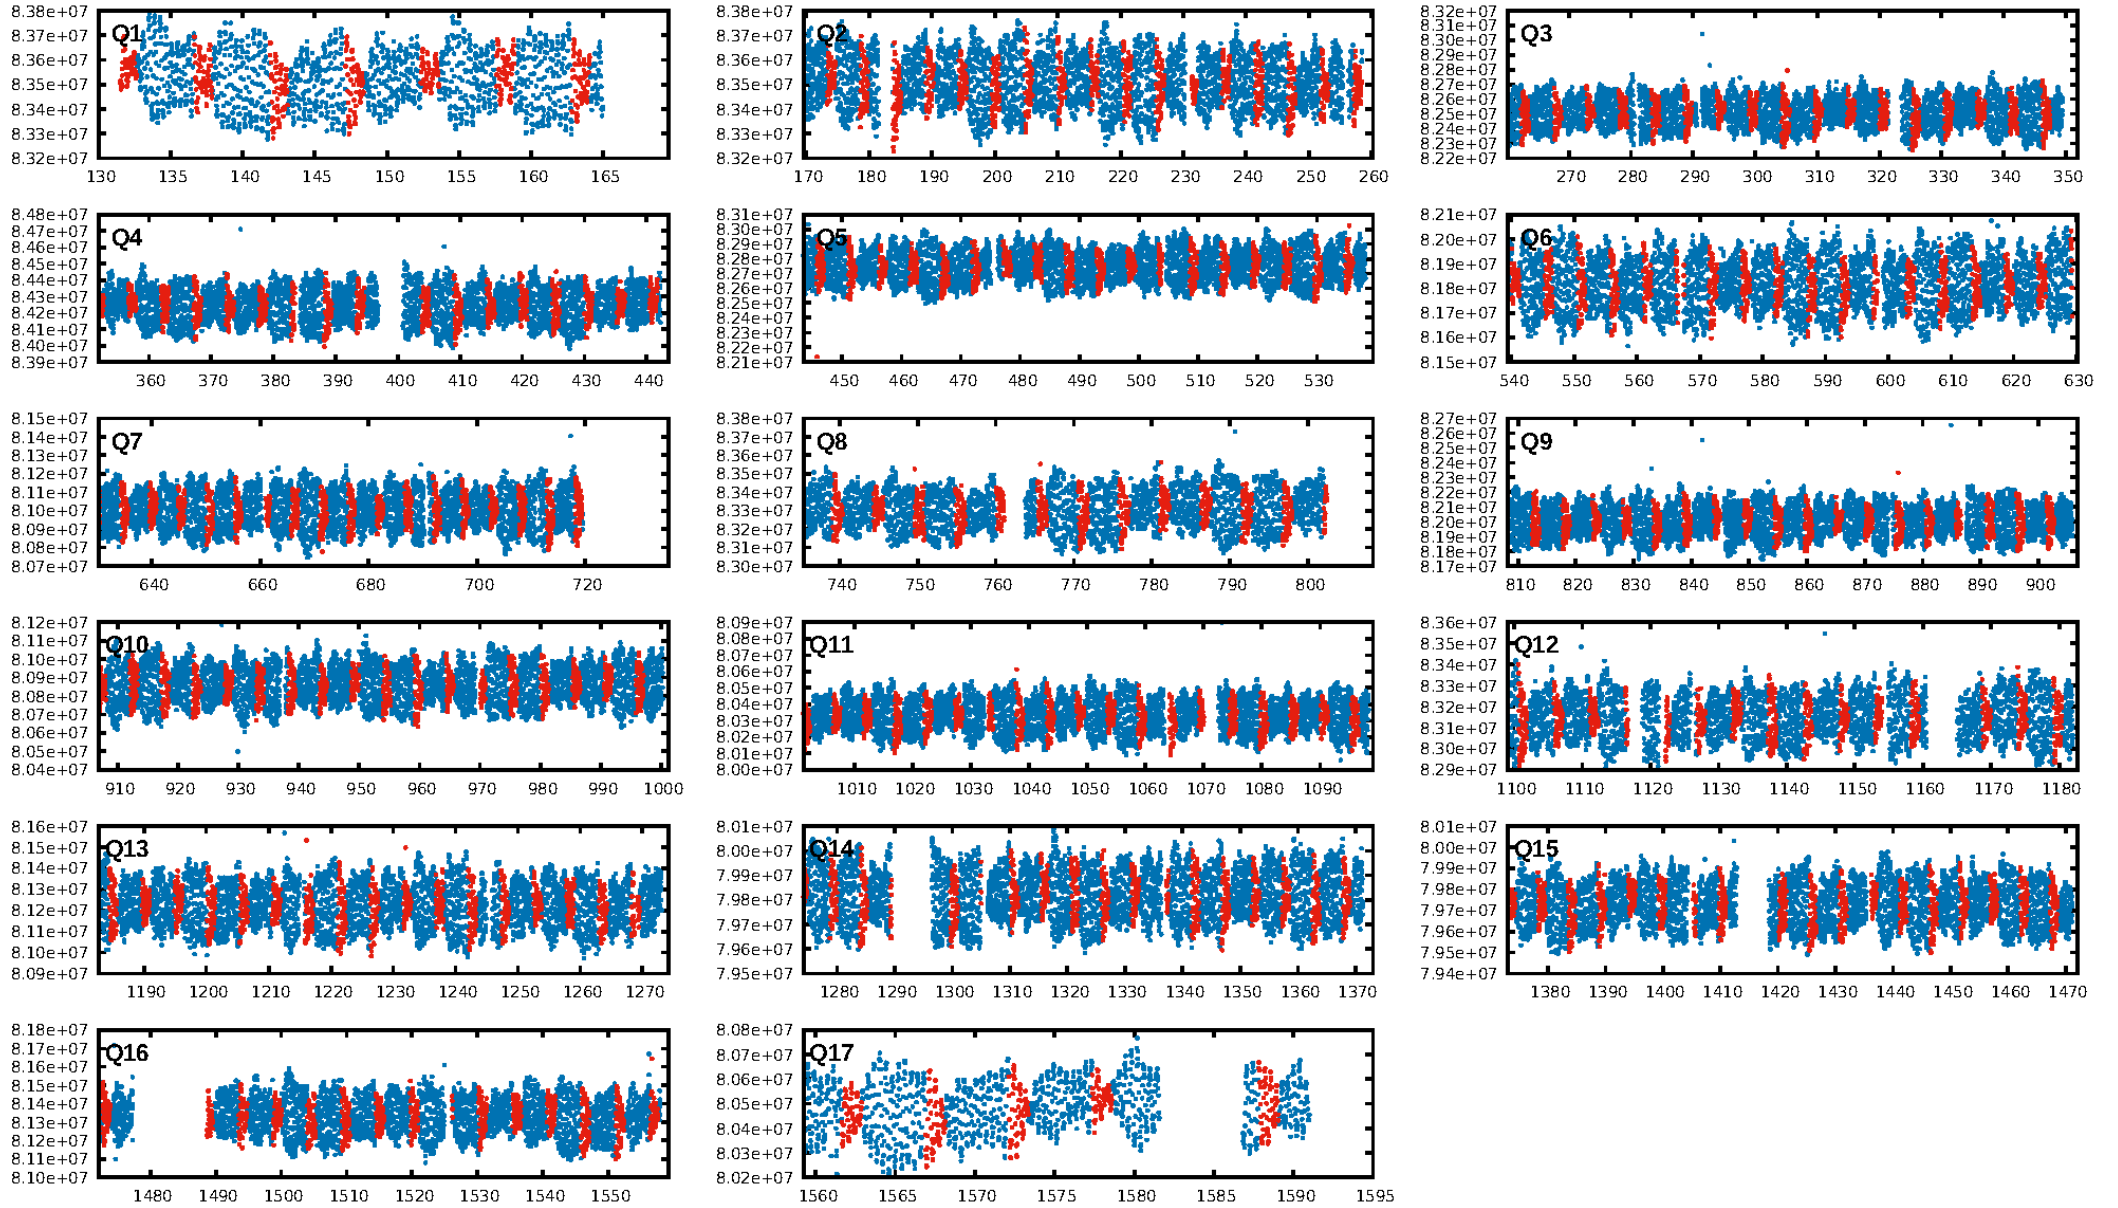 8.38e+07
8.37e+07
8.36e+07
8.35e+07
8.34e+07
8.33e+07
8.32e+07
Q1
130 135 140 145 150 155 160 165
8.38e+07
8.37e+07
8.36e+07
8.35e+07
8.34e+07
8.33e+07
8.32e+07
Q2
170 180 190 200 210 220 230 240 250 260
8.32e+07
8.31e+07
8.30e+07
8.29e+07
8.28e+07
8.27e+07
8.26e+07
8.25e+07
8.24e+07
8.23e+07
8.22e+07
Q3
270 280 290 300 310 320 330 340 350
8.48e+07
8.47e+07
8.46e+07
8.45e+07
8.44e+07
8.43e+07
8.42e+07
8.41e+07
8.40e+07
8.39e+07
Q4
360 370 380 390 400 410 420 430 440
8.31e+07
8.30e+07
8.29e+07
8.28e+07
8.27e+07
8.26e+07
8.25e+07
8.24e+07
8.23e+07
8.22e+07
8.21e+07
Q5
450 460 470 480 490 500 510 520 530
8.21e+07
8.20e+07
8.19e+07
8.18e+07
8.17e+07
8.16e+07
8.15e+07
Q6
540 550 560 570 580 590 600 610 620 630
8.15e+07
8.14e+07
8.13e+07
8.12e+07
8.11e+07
8.10e+07
8.09e+07
8.08e+07
8.07e+07
Q7
640 660 680 700 720
8.38e+07
8.37e+07
8.36e+07
8.35e+07
8.34e+07
8.33e+07
8.32e+07
8.31e+07
8.30e+07
Q8
740 750 760 770 780 790 800
8.27e+07
8.26e+07
8.25e+07
8.24e+07
8.23e+07
8.22e+07
8.21e+07
8.20e+07
8.19e+07
8.18e+07
8.17e+07
Q9
810 820 830 840 850 860 870 880 890 900
8.12e+07
8.11e+07
8.10e+07
8.09e+07
8.08e+07
8.07e+07
8.06e+07
8.05e+07
8.04e+07
Q10
910 920 930 940 950 960 970 980 990 1000
8.09e+07
8.08e+07
8.07e+07
8.06e+07
8.05e+07
8.04e+07
8.03e+07
8.02e+07
8.01e+07
8.00e+07
Q11
1010 1020 1030 1040 1050 1060 1070 1080 1090
8.36e+07
8.35e+07
8.34e+07
8.33e+07
8.32e+07
8.31e+07
8.30e+07
8.29e+07
Q12
1100 1110 1120 1130 1140 1150 1160 1170 1180
8.16e+07
8.15e+07
8.14e+07
8.13e+07
8.12e+07
8.11e+07
8.10e+07
8.09e+07
Q13
1190 1200 1210 1220 1230 1240 1250 1260 1270
8.01e+07
8.00e+07
7.99e+07
7.98e+07
7.97e+07
7.96e+07
7.95e+07
Q14
1280 1290 1300 1310 1320 1330 1340 1350 1360 1370
8.01e+07
8.00e+07
7.99e+07
7.98e+07
7.97e+07
7.96e+07
7.95e+07
7.94e+07
Q15
1380 1390 1400 1410 1420 1430 1440 1450 1460 1470
8.18e+07
8.17e+07
8.16e+07
8.15e+07
8.14e+07
8.13e+07
8.12e+07
8.11e+07
8.10e+07
Q16
1480 1490 1500 1510 1520 1530 1540 1550
8.08e+07
8.07e+07
8.06e+07
8.05e+07
8.04e+07
8.03e+07
8.02e+07
Q17
1560 1565 1570 1575 1580 1585 1590 1595